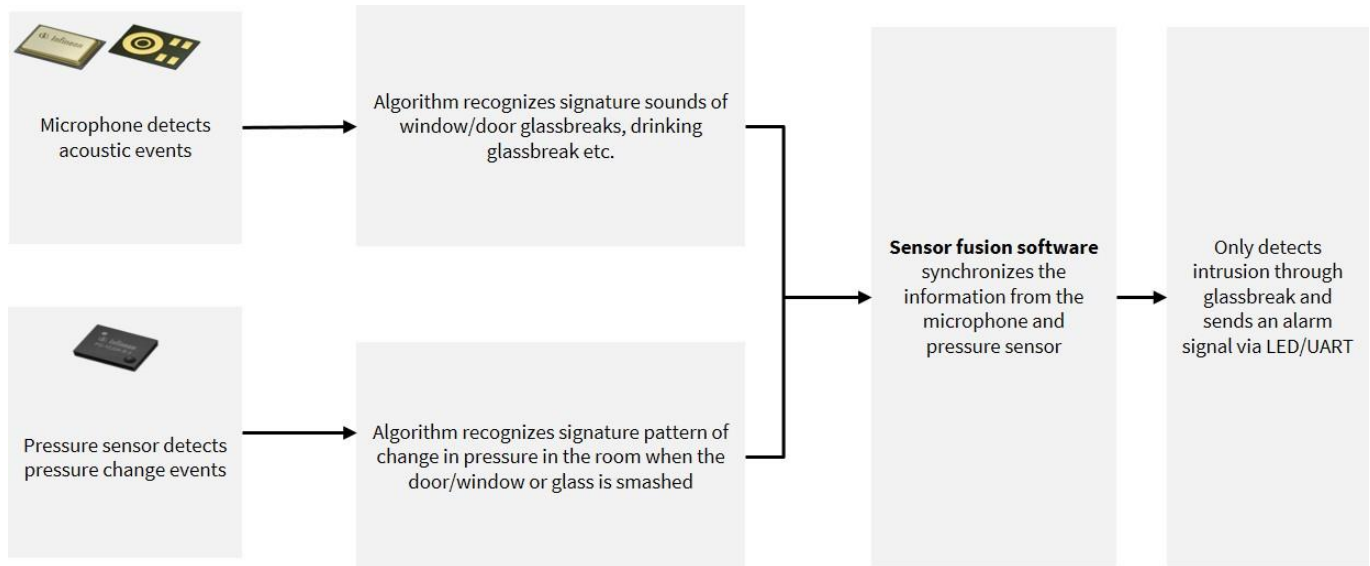 Infineon
Microphone detects
acoustic events
Algorithm recognizes signature sounds of
window/door glassbreaks, drinking
glassbreak etc.
Infineon
Pressure sensor detects
pressure change events
Algorithm recognizes signature pattern of
change in pressure in the room when the
door/window or glass is smashed
Sensor fusion software
synchronizes the
information from the
microphone and
pressure sensor
Only detects
intrusion through
glassbreak and
sends an alarm
signal via LED/UART